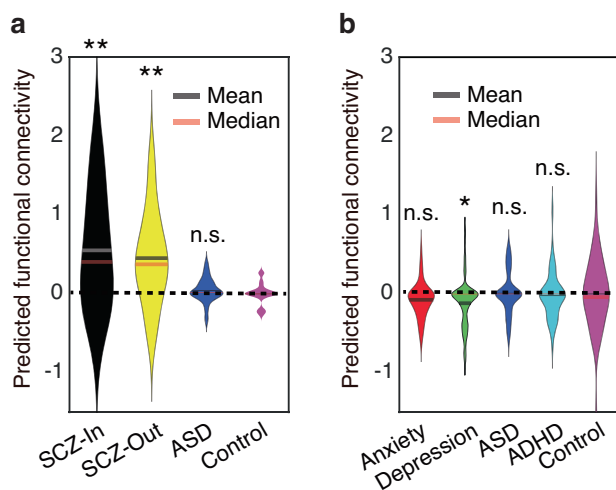 a
**
**
n.s.
Mean
Median
Predicted functional connectivity
3
2
1
0
-1
SCZ-In
SCZ-Out
ASD
Control
b
Mean
Median
n.s.
*
n.s.
n.s.
Predicted functional connectivity
3
2
1
0
-1
Anxiety
Depression
ASD
ADHD
Control